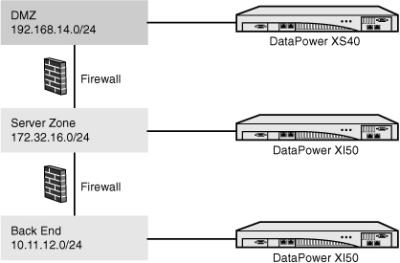 DMZ
192.168.14.0/24
DataPower XS40
Firewall
Server Zone
172.32.16.0/24
DataPower XI50
Firewall
Back End
10.11.12.0/24
DataPower XI50